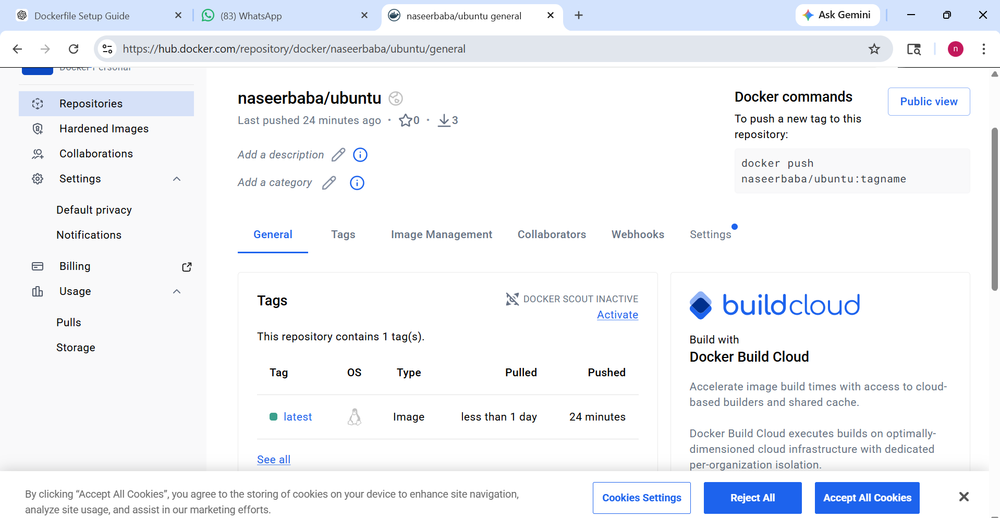 Dockerfile Setup Guide
(83) WhatsApp
naseerbaba/ubuntu general
Ask Gemini
https://hub.docker.com/repository/docker/naseerbaba/ubuntu/general
n
Docker Personal
Repositories
Hardened Images
Collaborations
Settings
Default privacy
Notifications
Billing
Usage
Pulls
Storage
naseerbaba/ubuntu
Last pushed 24 minutes ago • 0 • 3
Add a description
Add a category
Docker commands
Public view
To push a new tag to this
repository:
docker push
naseerbaba/ubuntu:tagname
General
Tags
Image Management
Collaborators
Webhooks
Settings
Tags
DOCKER SCOUT INACTIVE
Activate
This repository contains 1 tag(s).
Tag OS Type Pulled Pushed
latest Image less than 1 day 24 minutes
See all
buildcloud
Build with
Docker Build Cloud
Accelerate image build times with access to cloud-
based builders and shared cache.
Docker Build Cloud executes builds on optimally-
dimensioned cloud infrastructure with dedicated
per-organization isolation.
By clicking “Accept All Cookies”, you agree to the storing of cookies on your device to enhance site navigation,
analyze site usage, and assist in our marketing efforts.
Cookies Settings
Reject All
Accept All Cookies